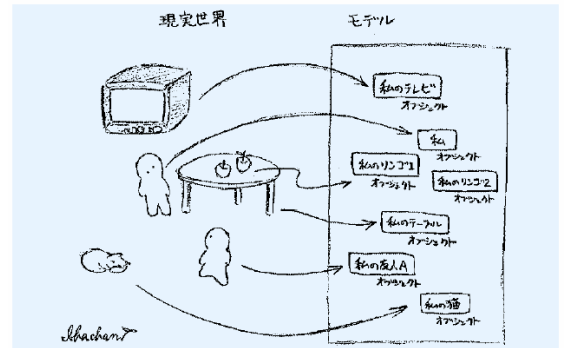 現実世界
モデル
私のテレビ
オブジェクト
私
オブジェクト
私のリンゴ1
オブジェクト
私のリンゴ2
オブジェクト
私のテーブル
オブジェクト
私の友人A
オブジェクト
私の猫
オブジェクト